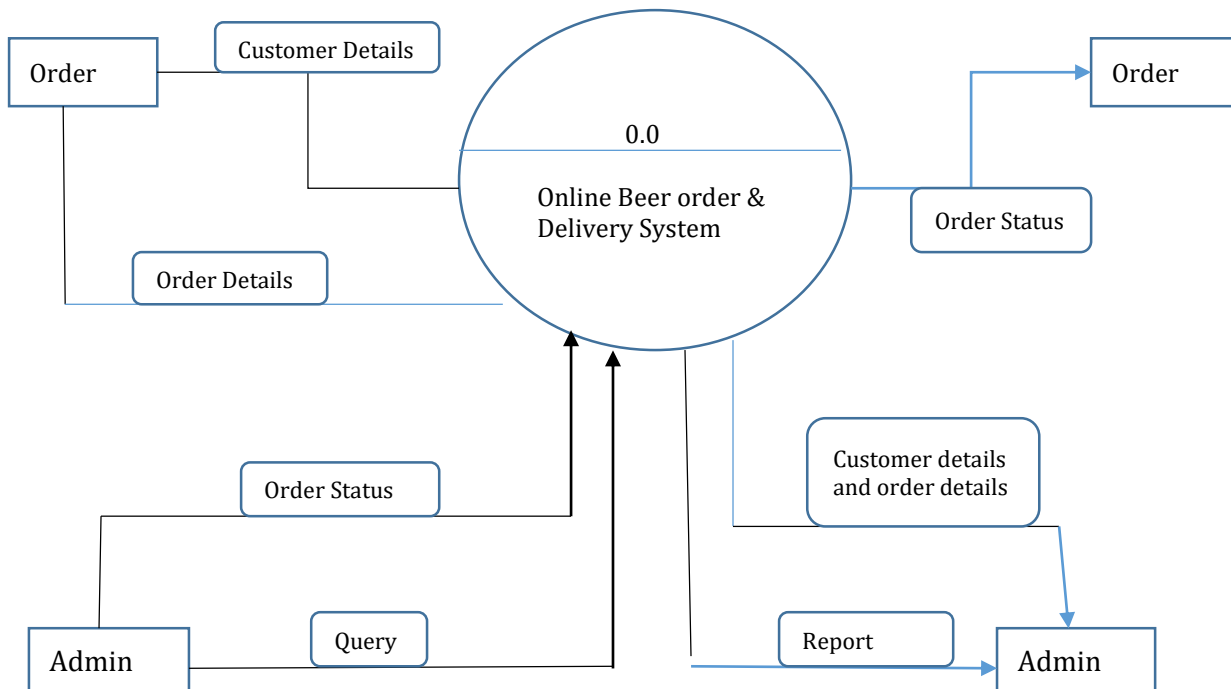 Customer Details
Order
Order
0.0
Online Beer order &
Delivery System
Order Status
Order Details
Customer details
and order details
Order Status
Query
Report
Admin
Admin